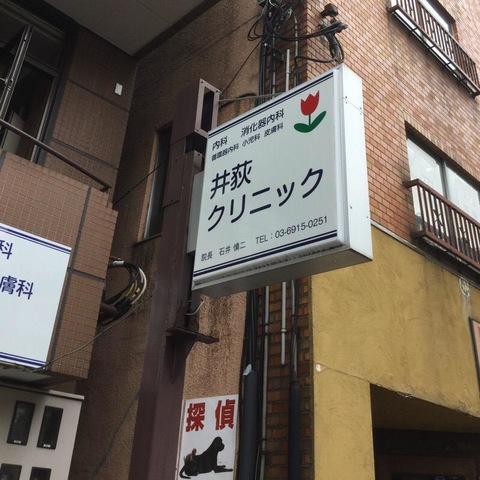 内科 消化器内科
循環器内科 小児科 皮膚科
井荻
クリニック
院長 石井 慎二 TEL:03-6915-0251
科
膚科
探偵